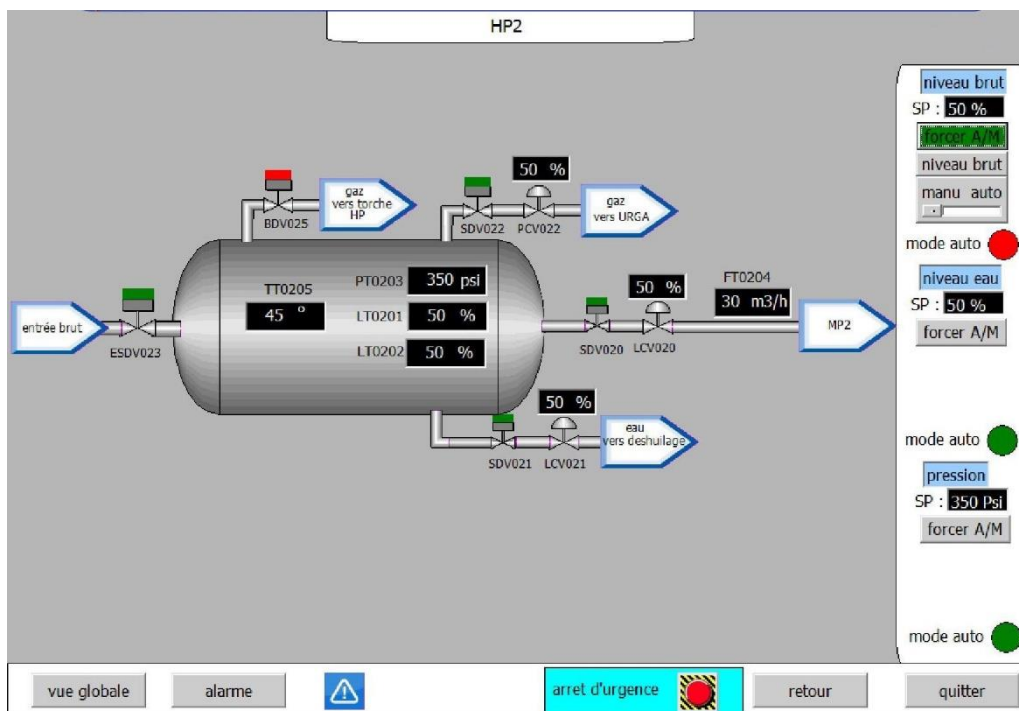 HP2
niveau brut
SP : 50 %
forcer A/M
niveau brut
manu auto
mode auto
niveau eau
SP : 50 %
forcer A/M
mode auto
pression
SP : 350 Psi
forcer A/M
mode auto
gaz
vers torche
HP
BDV025
50 %
SDV022
PCV022
gaz
vers URGA
entrée brut
ESDV023
TT0205
45 °
PT0203
350 psi
LT0201
50 %
LT0202
50 %
50 %
SDV020
LCV020
FT0204
30 m3/h
MP2
50 %
SDV021
LCV021
eau
vers deshuilage
vue globale
alarme
arret d'urgence
retour
quitter